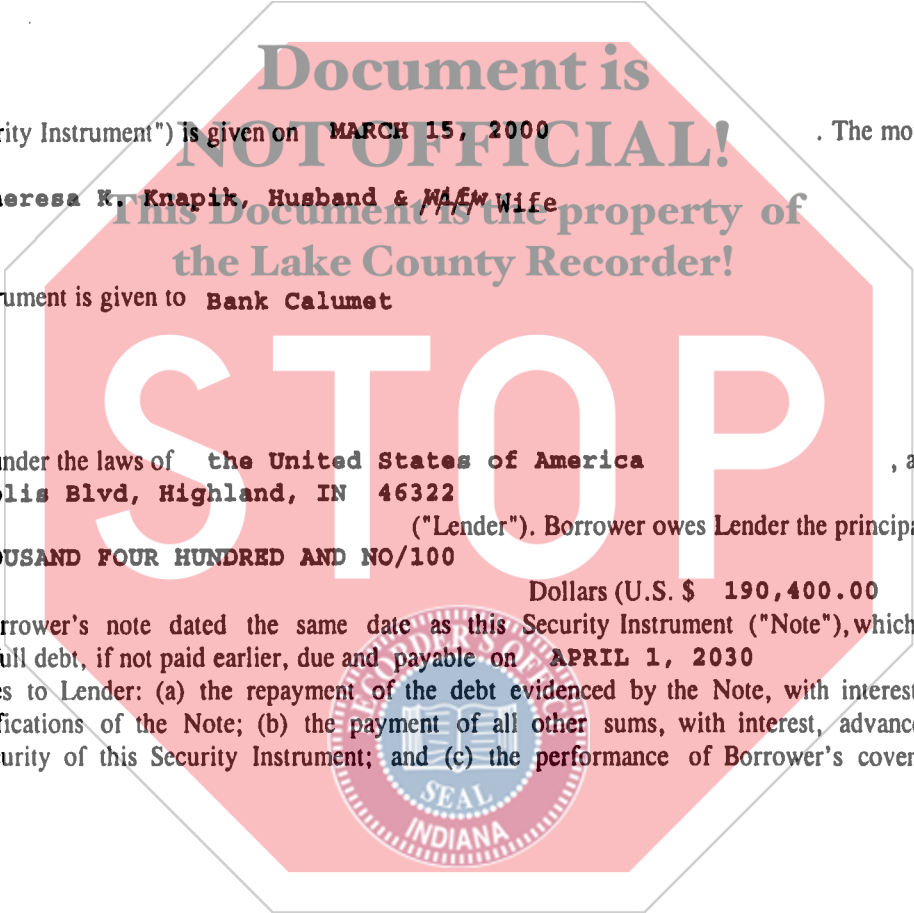 Document is
rity Instrument") is given on MARCH 15, 2000 . The mo
NOT OFFICIAL!
eresa K. Knapik, Husband & Wife
This Document is the property of
the Lake County Recorder!
rument is given to Bank Calumet
STOP
nder the laws of the United States of America , a
lis Blvd, Highland, IN 46322
("Lender"). Borrower owes Lender the principa
OUSAND FOUR HUNDRED AND NO/100
Dollars (U.S. $ 190,400.00
rrower's note dated the same date as this Security Instrument ("Note"), which
ull debt, if not paid earlier, due and payable on APRIL 1, 2030
es to Lender: (a) the repayment of the debt evidenced by the Note, with interest
fications of the Note; (b) the payment of all other sums, with interest, advance
urity of this Security Instrument; and (c) the performance of Borrower's coven
SEAL
INDIANA